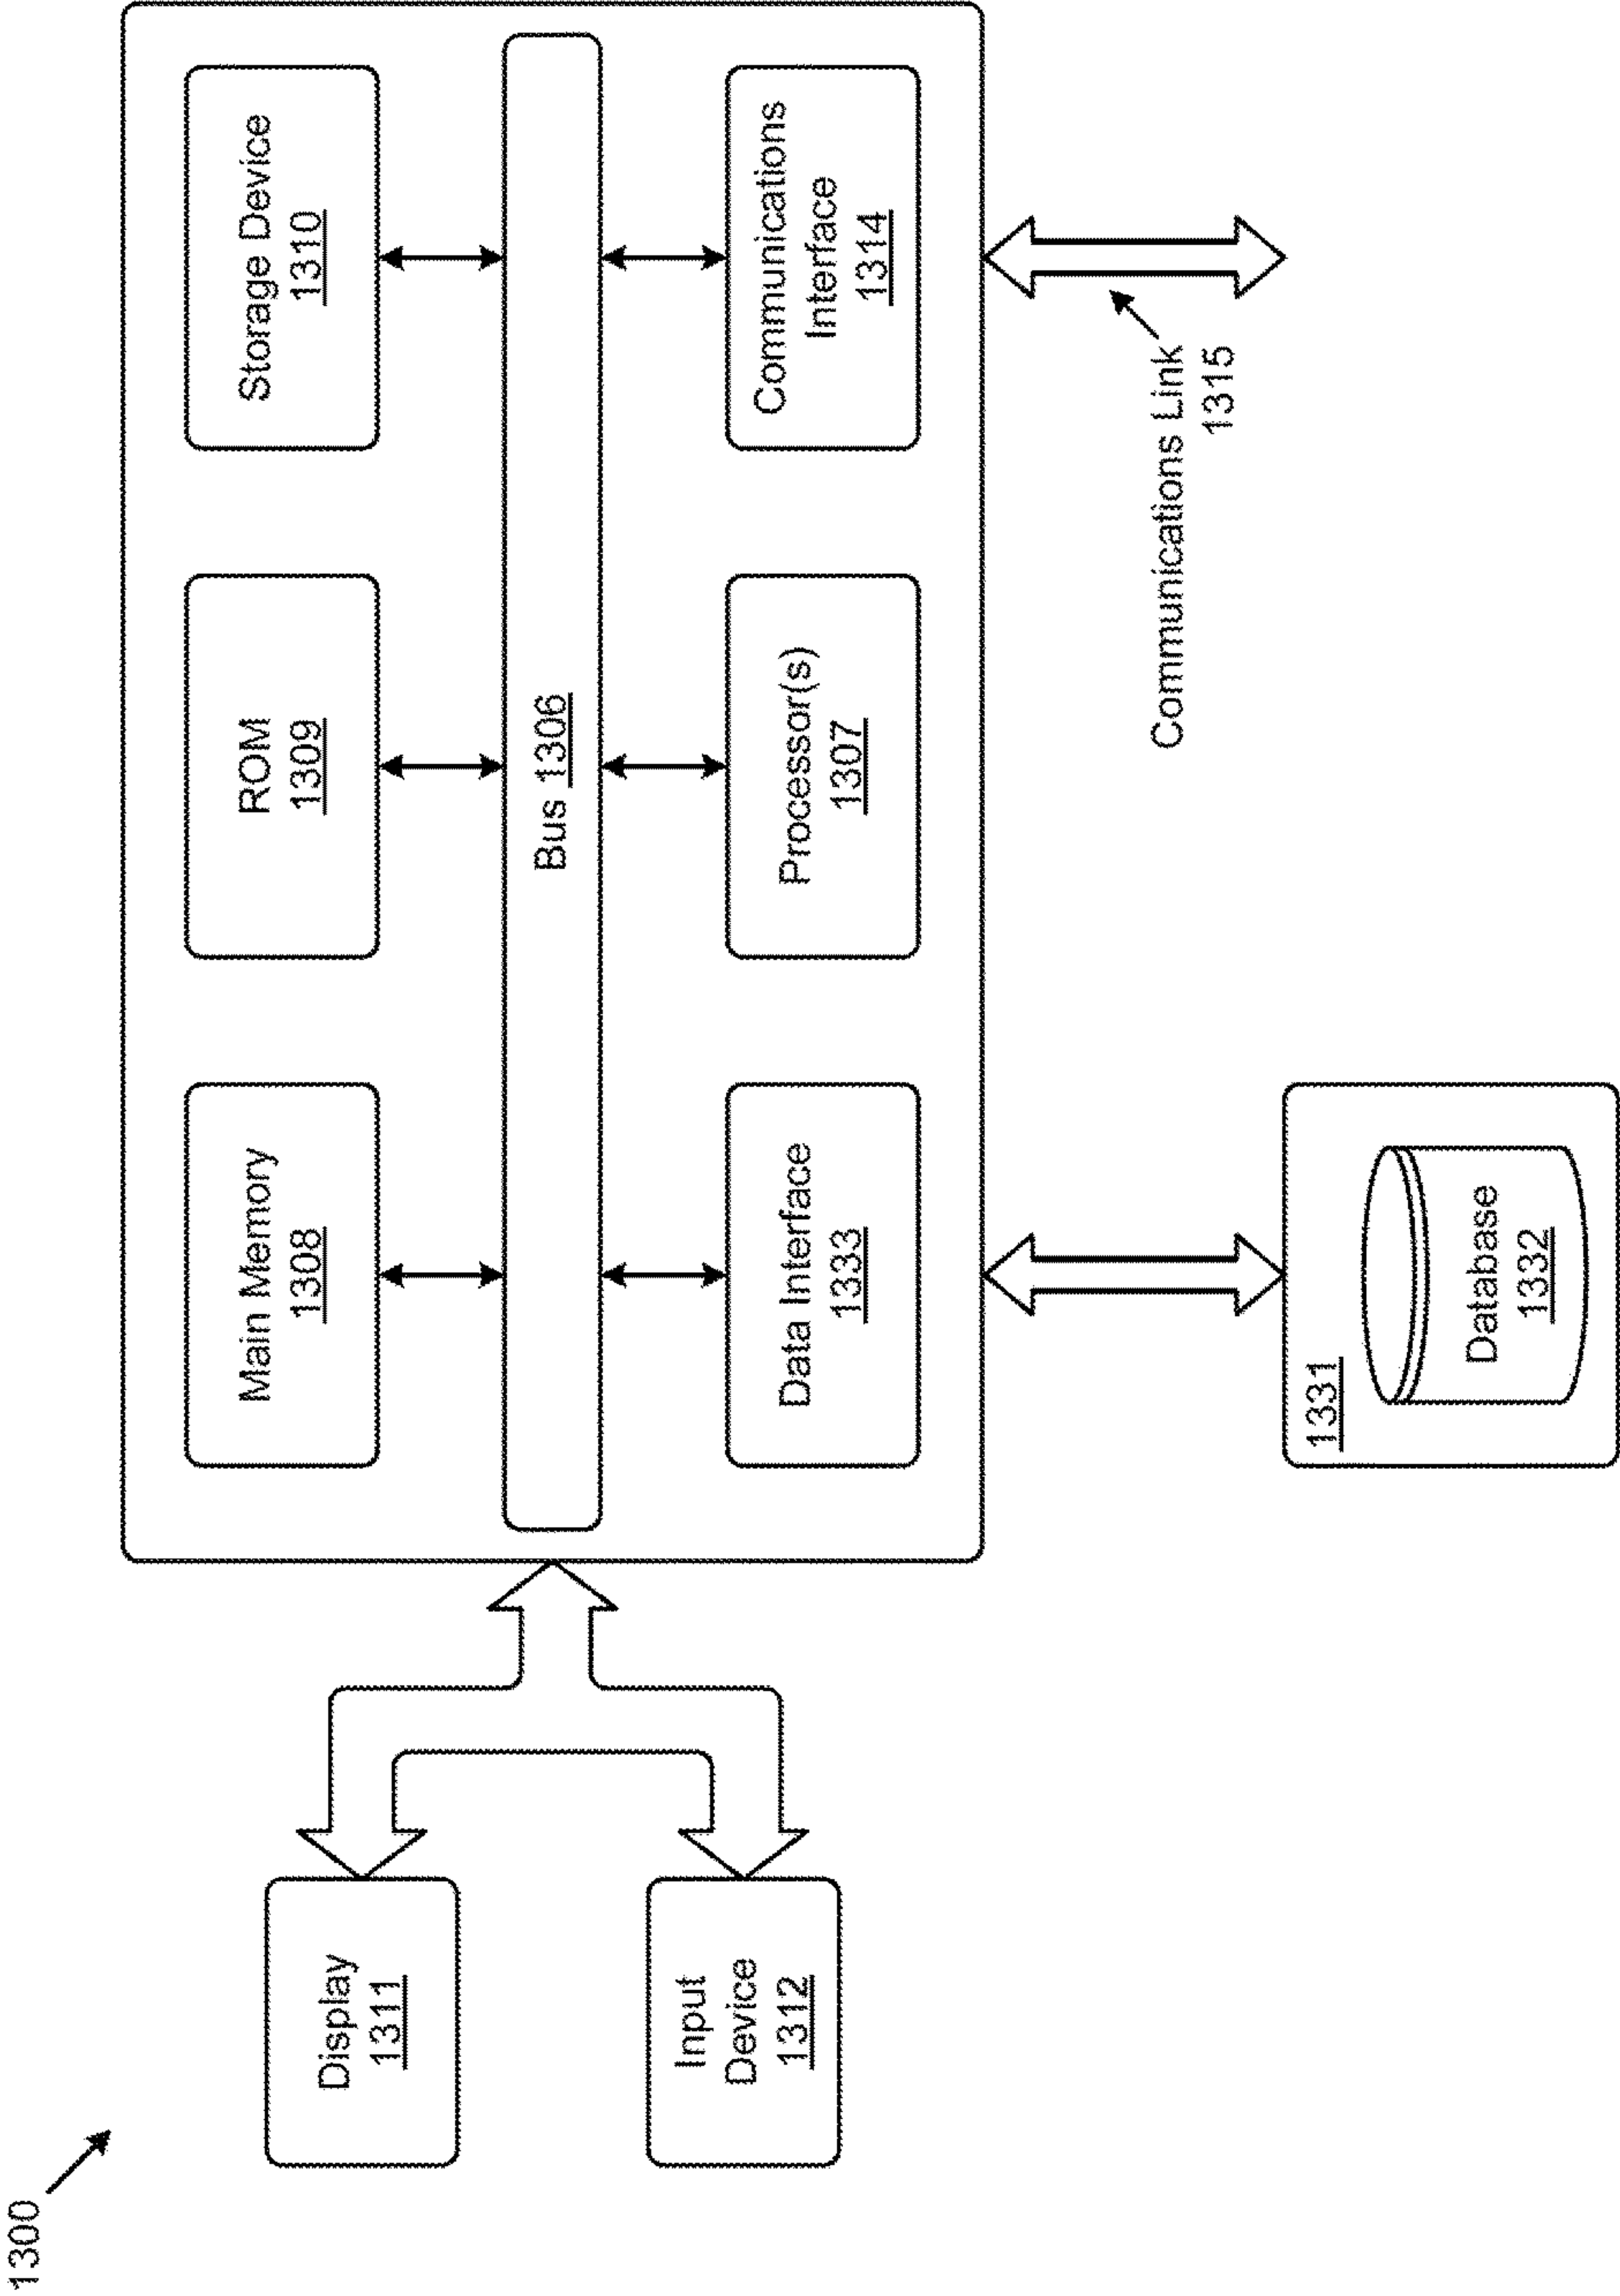 1300
Display
1311
Input
Device
1312
Main Memory
1308
ROM
1309
Storage Device
1310
Bus 1306
Data Interface
1333
Processor(s)
1307
Communications
Interface
1314
Communications Link
1315
1331
Database
1332